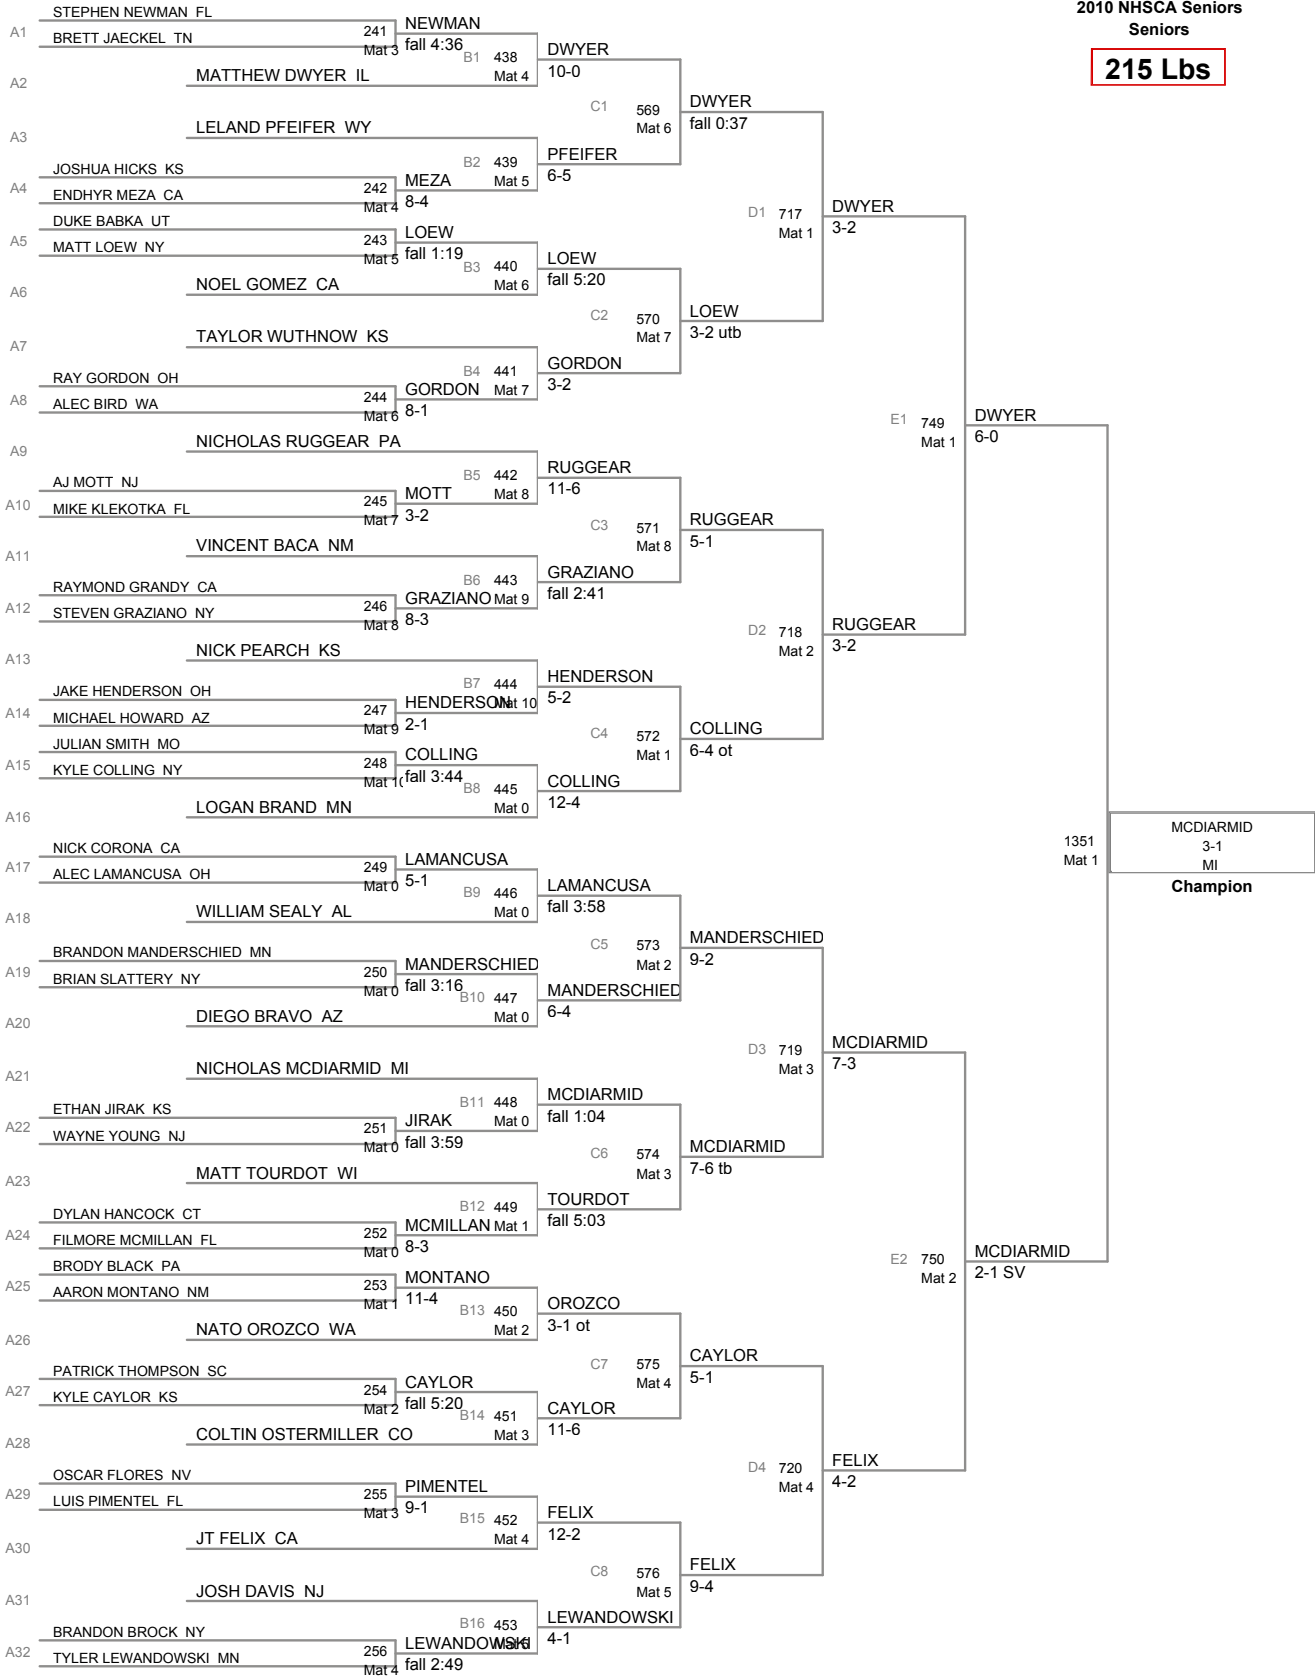 2010 NHSCA Seniors
Seniors
215 Lbs
A1
STEPHEN NEWMAN FL
BRETT JAECKEL TN
241
Mat 3
NEWMAN
fall 4:36
A2
MATTHEW DWYER IL
B1 438
Mat 4
DWYER
10-0
A3
LELAND PFEIFER WY
A4
JOSHUA HICKS KS
ENDHYR MEZA CA
242
Mat 4
MEZA
8-4
B2 439
Mat 5
PFEIFER
6-5
C1 569
Mat 6
DWYER
fall 0:37
A5
DUKE BABKA UT
MATT LOEW NY
243
Mat 5
LOEW
fall 1:19
A6
NOEL GOMEZ CA
B3 440
Mat 6
LOEW
fall 5:20
A7
TAYLOR WUTHNOW KS
A8
RAY GORDON OH
ALEC BIRD WA
244
Mat 6
GORDON
8-1
B4 441
Mat 7
GORDON
3-2
C2 570
Mat 7
LOEW
3-2 utb
D1 717
Mat 1
DWYER
3-2
A9
NICHOLAS RUGGEAR PA
A10
AJ MOTT NJ
MIKE KLEKOTKA FL
245
Mat 7
MOTT
3-2
B5 442
Mat 8
RUGGEAR
11-6
A11
VINCENT BACA NM
A12
RAYMOND GRANDY CA
STEVEN GRAZIANO NY
246
Mat 8
GRAZIANO
8-3
B6 443
Mat 9
GRAZIANO
fall 2:41
C3 571
Mat 8
RUGGEAR
5-1
A13
NICK PEARCH KS
A14
JAKE HENDERSON OH
MICHAEL HOWARD AZ
247
Mat 9
HENDERSON
2-1
B7 444
Mat 10
HENDERSON
5-2
A15
JULIAN SMITH MO
KYLE COLLING NY
248
Mat 10
COLLING
fall 3:44
A16
LOGAN BRAND MN
B8 445
Mat 0
COLLING
12-4
C4 572
Mat 1
COLLING
6-4 ot
D2 718
Mat 2
RUGGEAR
3-2
E1 749
Mat 1
DWYER
6-0
A17
NICK CORONA CA
ALEC LAMANCUSA OH
249
Mat 0
LAMANCUSA
5-1
A18
WILLIAM SEALY AL
B9 446
Mat 0
LAMANCUSA
fall 3:58
A19
BRANDON MANDERSCHIED MN
BRIAN SLATTERY NY
250
Mat 0
MANDERSCHIED
fall 3:16
A20
DIEGO BRAVO AZ
B10 447
Mat 0
MANDERSCHIED
6-4
C5 573
Mat 2
MANDERSCHIED
9-2
A21
NICHOLAS MCDIARMID MI
A22
ETHAN JIRAK KS
WAYNE YOUNG NJ
251
Mat 0
JIRAK
fall 3:59
B11 448
Mat 0
MCDIARMID
fall 1:04
A23
MATT TOURDOT WI
A24
DYLAN HANCOCK CT
FILMORE MCMILLAN FL
252
Mat 0
MCMILLAN
8-3
B12 449
Mat 1
TOURDOT
fall 5:03
C6 574
Mat 3
MCDIARMID
7-6 tb
D3 719
Mat 3
MCDIARMID
7-3
A25
BRODY BLACK PA
AARON MONTANO NM
253
Mat 1
MONTANO
11-4
A26
NATO OROZCO WA
B13 450
Mat 2
OROZCO
3-1 ot
A27
PATRICK THOMPSON SC
KYLE CAYLOR KS
254
Mat 2
CAYLOR
fall 5:20
A28
COLTIN OSTERMILLER CO
B14 451
Mat 3
CAYLOR
11-6
C7 575
Mat 4
CAYLOR
5-1
A29
OSCAR FLORES NV
LUIS PIMENTEL FL
255
Mat 3
PIMENTEL
9-1
A30
JT FELIX CA
B15 452
Mat 4
FELIX
12-2
A31
JOSH DAVIS NJ
A32
BRANDON BROCK NY
TYLER LEWANDOWSKI MN
256
Mat 4
LEWANDOWSKI
fall 2:49
B16 453
Mat 5
LEWANDOWSKI
4-1
C8 576
Mat 5
FELIX
9-4
D4 720
Mat 4
FELIX
4-2
E2 750
Mat 2
MCDIARMID
2-1 SV
1351
Mat 1
MCDIARMID
3-1
MI
Champion